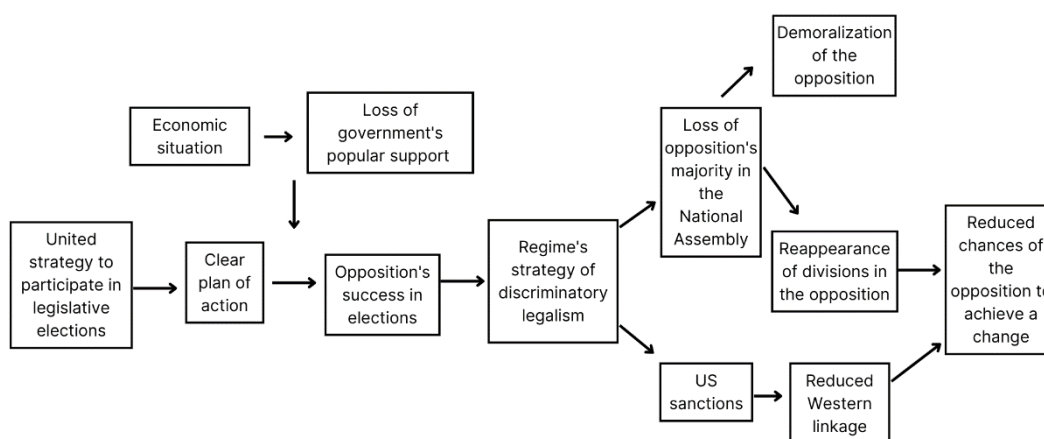 Demoralization
of the
opposition
Economic
situation
Loss of
government's
popular support
Loss of
opposition's
majority in
the
National
Assembly
United
strategy to
participate in
legislative
elections
Clear
plan of
action
Opposition's
success in
elections
Regime's
strategy of
discriminatory
legalism
Reappearance
of divisions in
the opposition
Reduced
chances of
the
opposition to
achieve a
change
US
sanctions
Reduced
Western
linkage